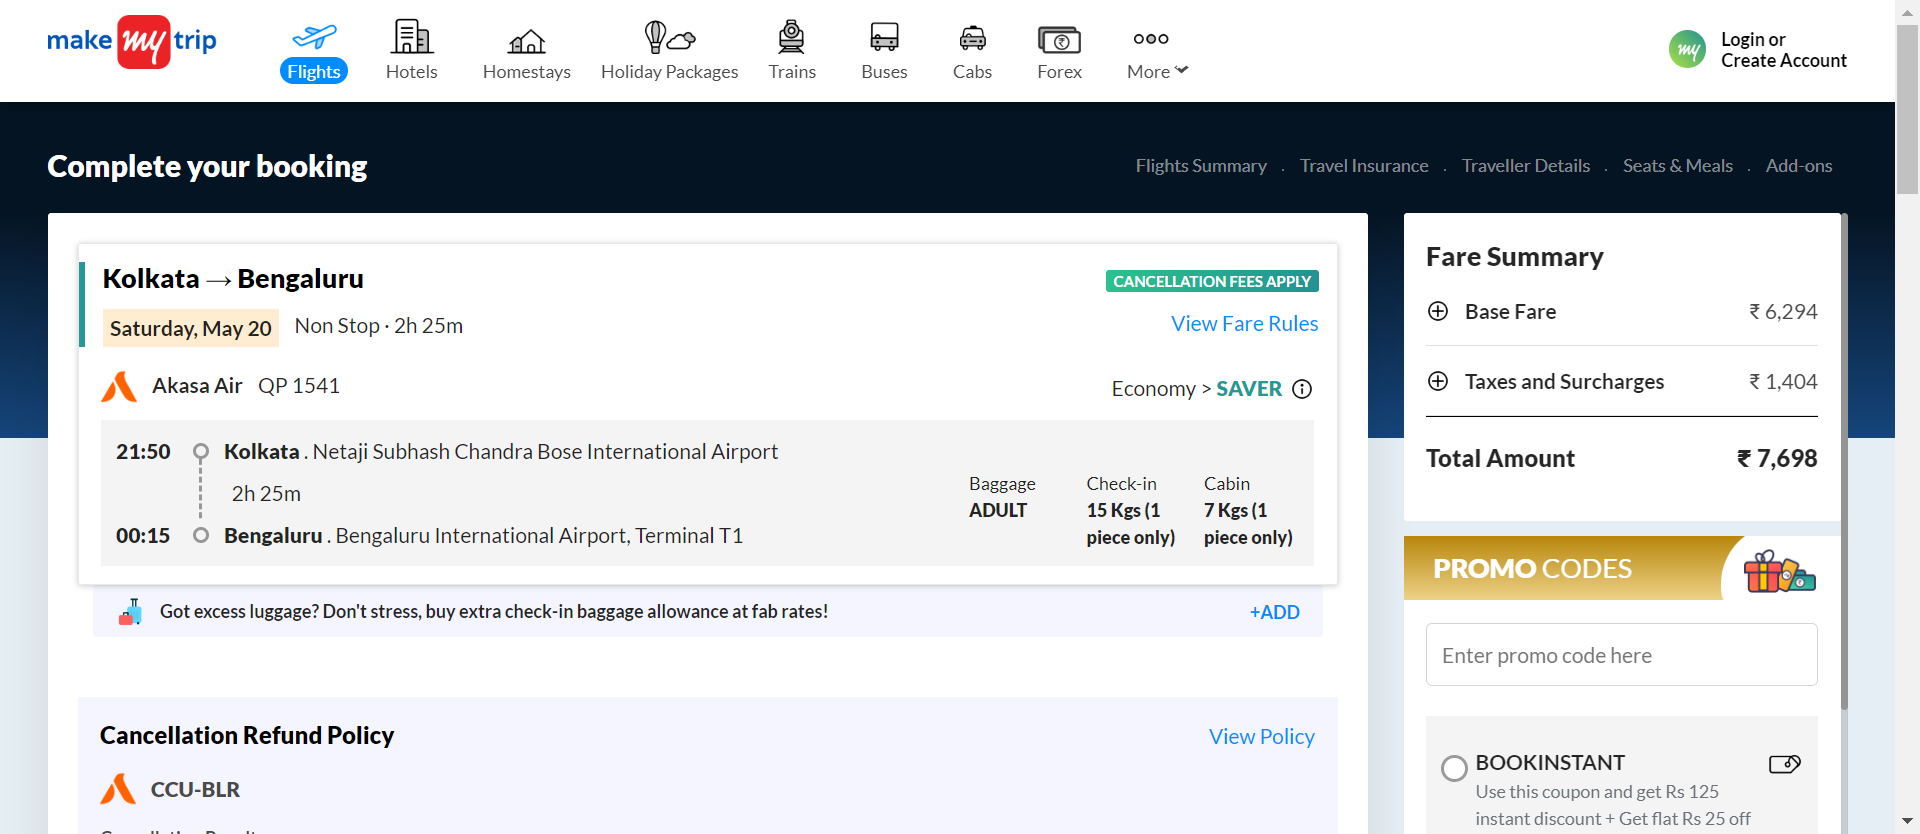 make my trip
Flights
Hotels
Homestays
Holiday Packages
Trains
Buses
Cabs
Forex
More
my
Login or
Create Account
Complete your booking
Flights Summary . Travel Insurance . Traveller Details . Seats & Meals . Add-ons
Kolkata → Bengaluru
CANCELLATION FEES APPLY
Saturday, May 20 Non Stop · 2h 25m
View Fare Rules
Akasa Air QP 1541
Economy > SAVER
21:50 Kolkata . Netaji Subhash Chandra Bose International Airport
2h 25m
00:15 Bengaluru . Bengaluru International Airport, Terminal T1
Baggage Check-in Cabin
ADULT 15 Kgs (1 7 Kgs (1
piece only) piece only)
Got excess luggage? Don't stress, buy extra check-in baggage allowance at fab rates!
+ADD
Cancellation Refund Policy
View Policy
CCU-BLR
Fare Summary
Base Fare ₹ 6,294
Taxes and Surcharges ₹ 1,404
Total Amount ₹ 7,698
PROMO CODES
Enter promo code here
BOOKINSTANT
Use this coupon and get Rs 125
instant discount + Get flat Rs 25 off